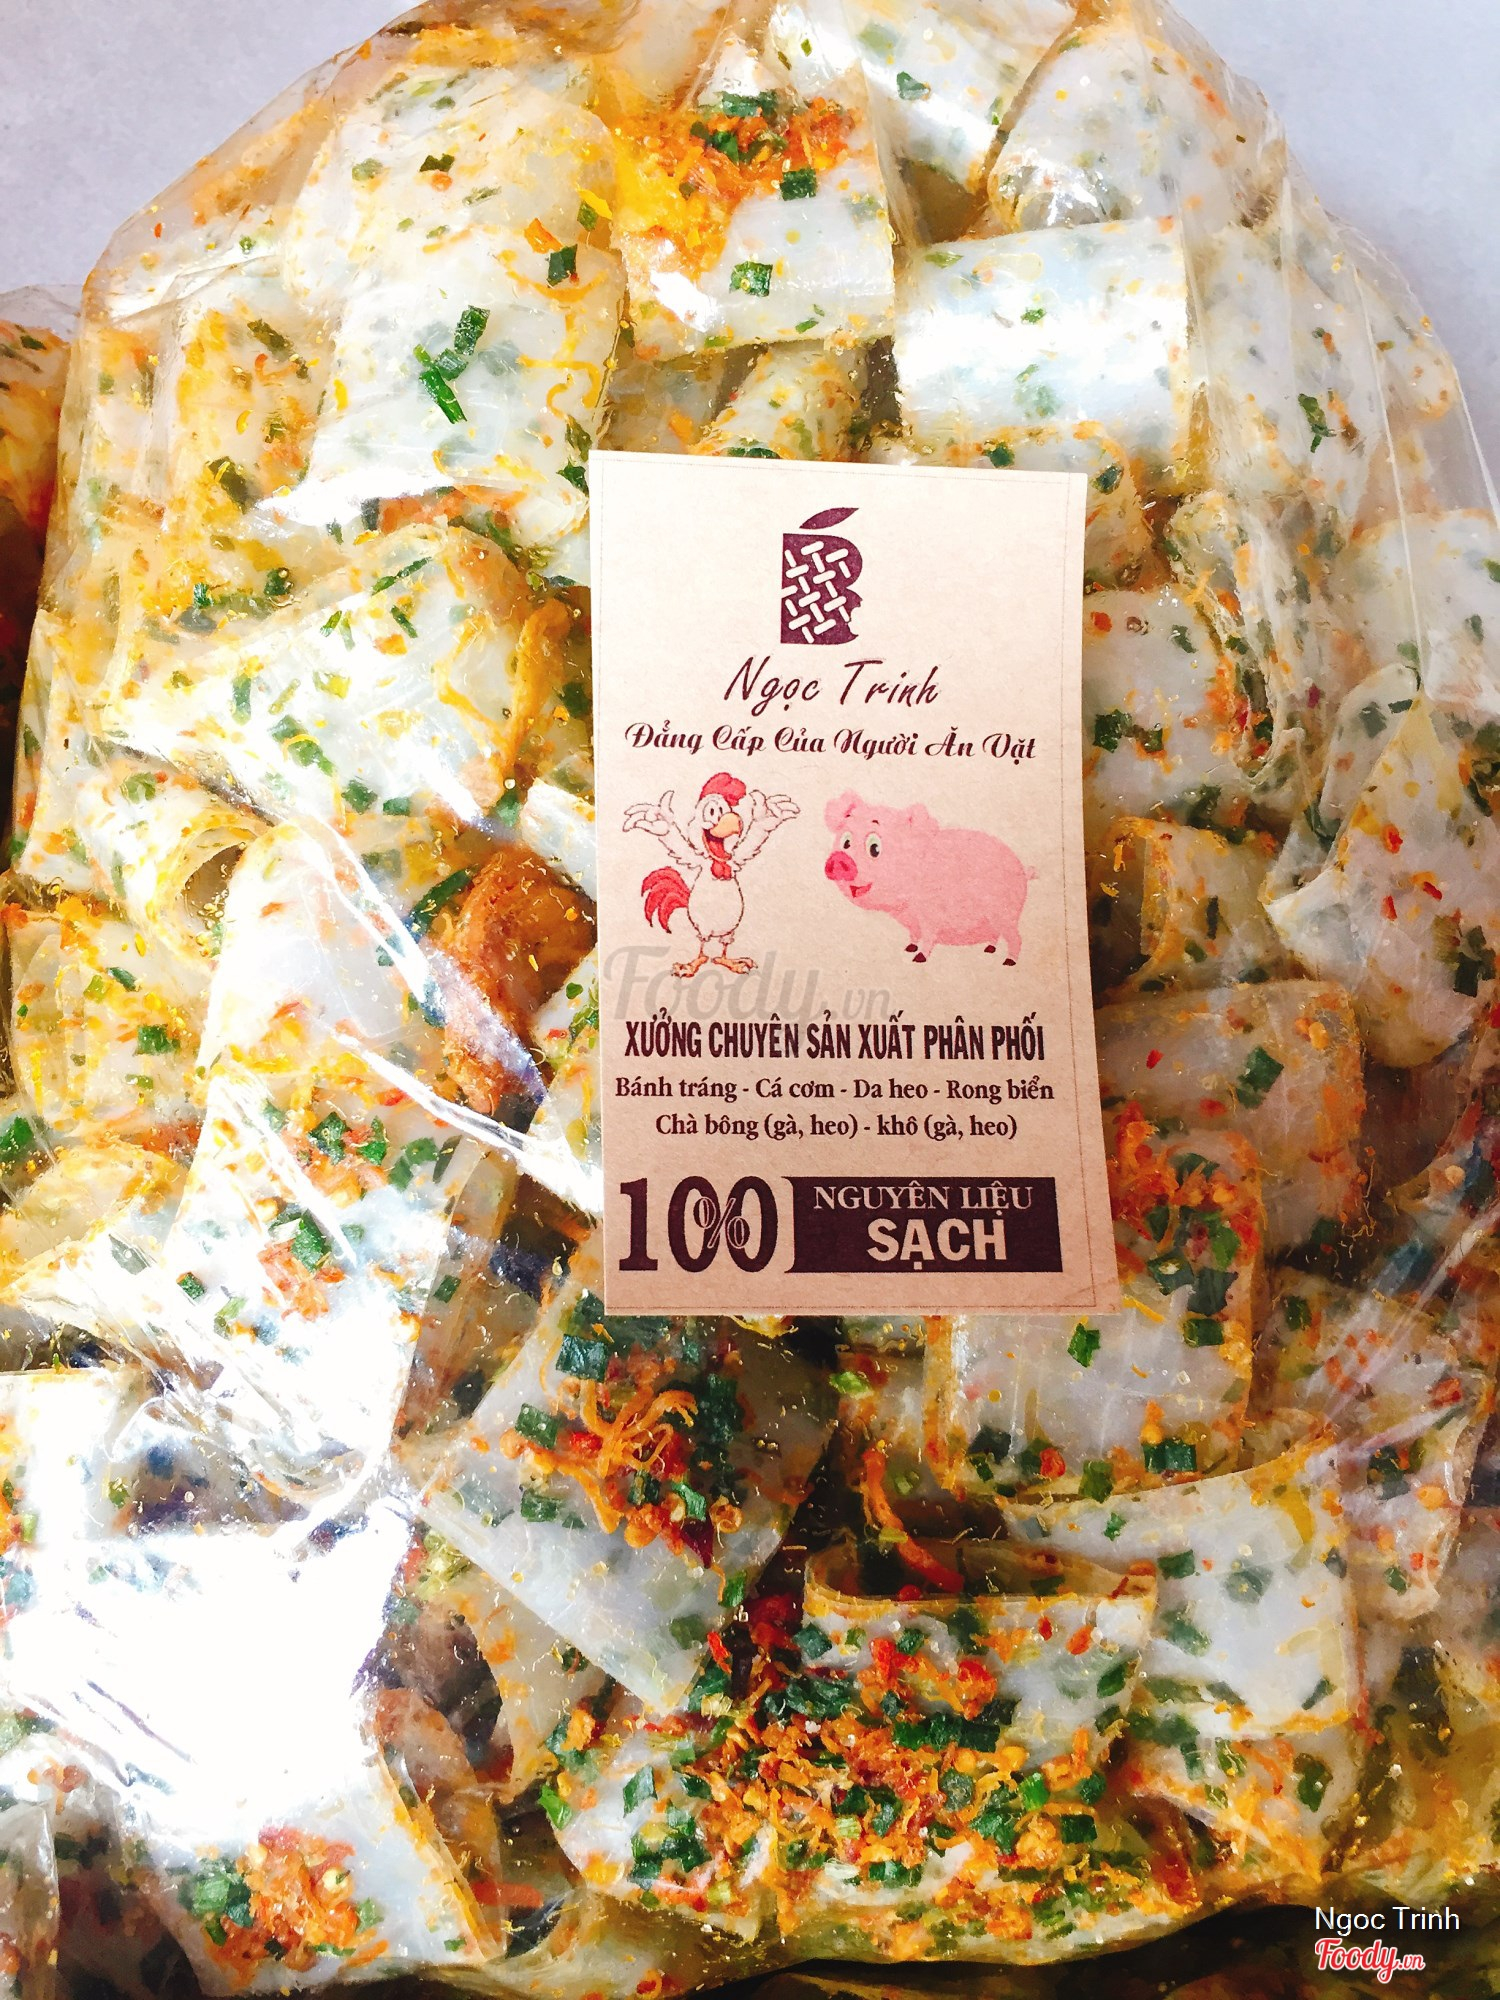 Ngọc Trinh
Đẳng Cấp Của Người Ăn Vặt
Foody.vn
XƯỞNG CHUYÊN SẢN XUẤT PHÂN PHỐI
Bánh tráng - Cá cơm - Da heo - Rong biển
Chà bông (gà, heo) - khô (gà, heo)
100% NGUYÊN LIỆU
SẠCH
Ngoc Trinh
Foody.vn